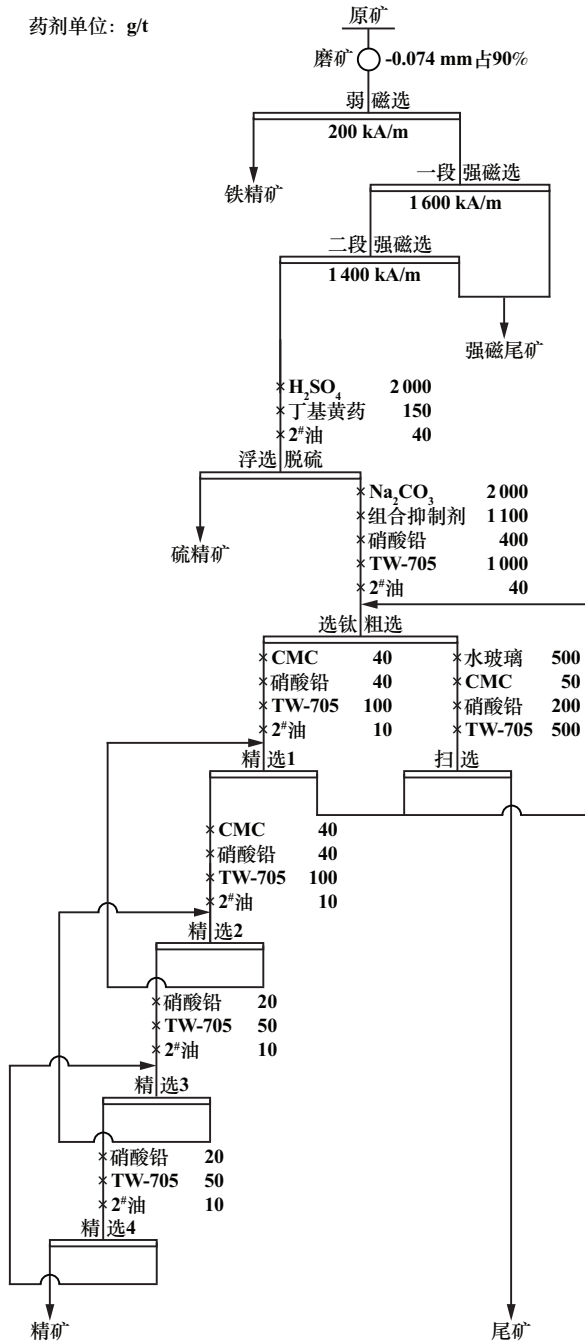 药剂单位：g/t
原矿
磨矿 -0.074 mm占90%
弱 磁选
200 kA/m
铁精矿
一段 强磁选
1 600 kA/m
二段 强磁选
1 400 kA/m
强磁尾矿
H₂SO₄ 2 000
丁基黄药 150
2#油 40
浮选 脱硫
硫精矿
Na₂CO₃ 2 000
组合抑制剂 1 100
硝酸铅 400
TW-705 1 000
2#油 40
选钛 粗选
CMC 40
硝酸铅 40
TW-705 100
2#油 10
精 选1
水玻璃 500
CMC 50
硝酸铅 200
TW-705 500
扫 选
CMC 40
硝酸铅 40
TW-705 100
2#油 10
精 选2
硝酸铅 20
TW-705 50
2#油 10
精 选3
硝酸铅 20
TW-705 50
2#油 10
精 选4
精矿
尾矿